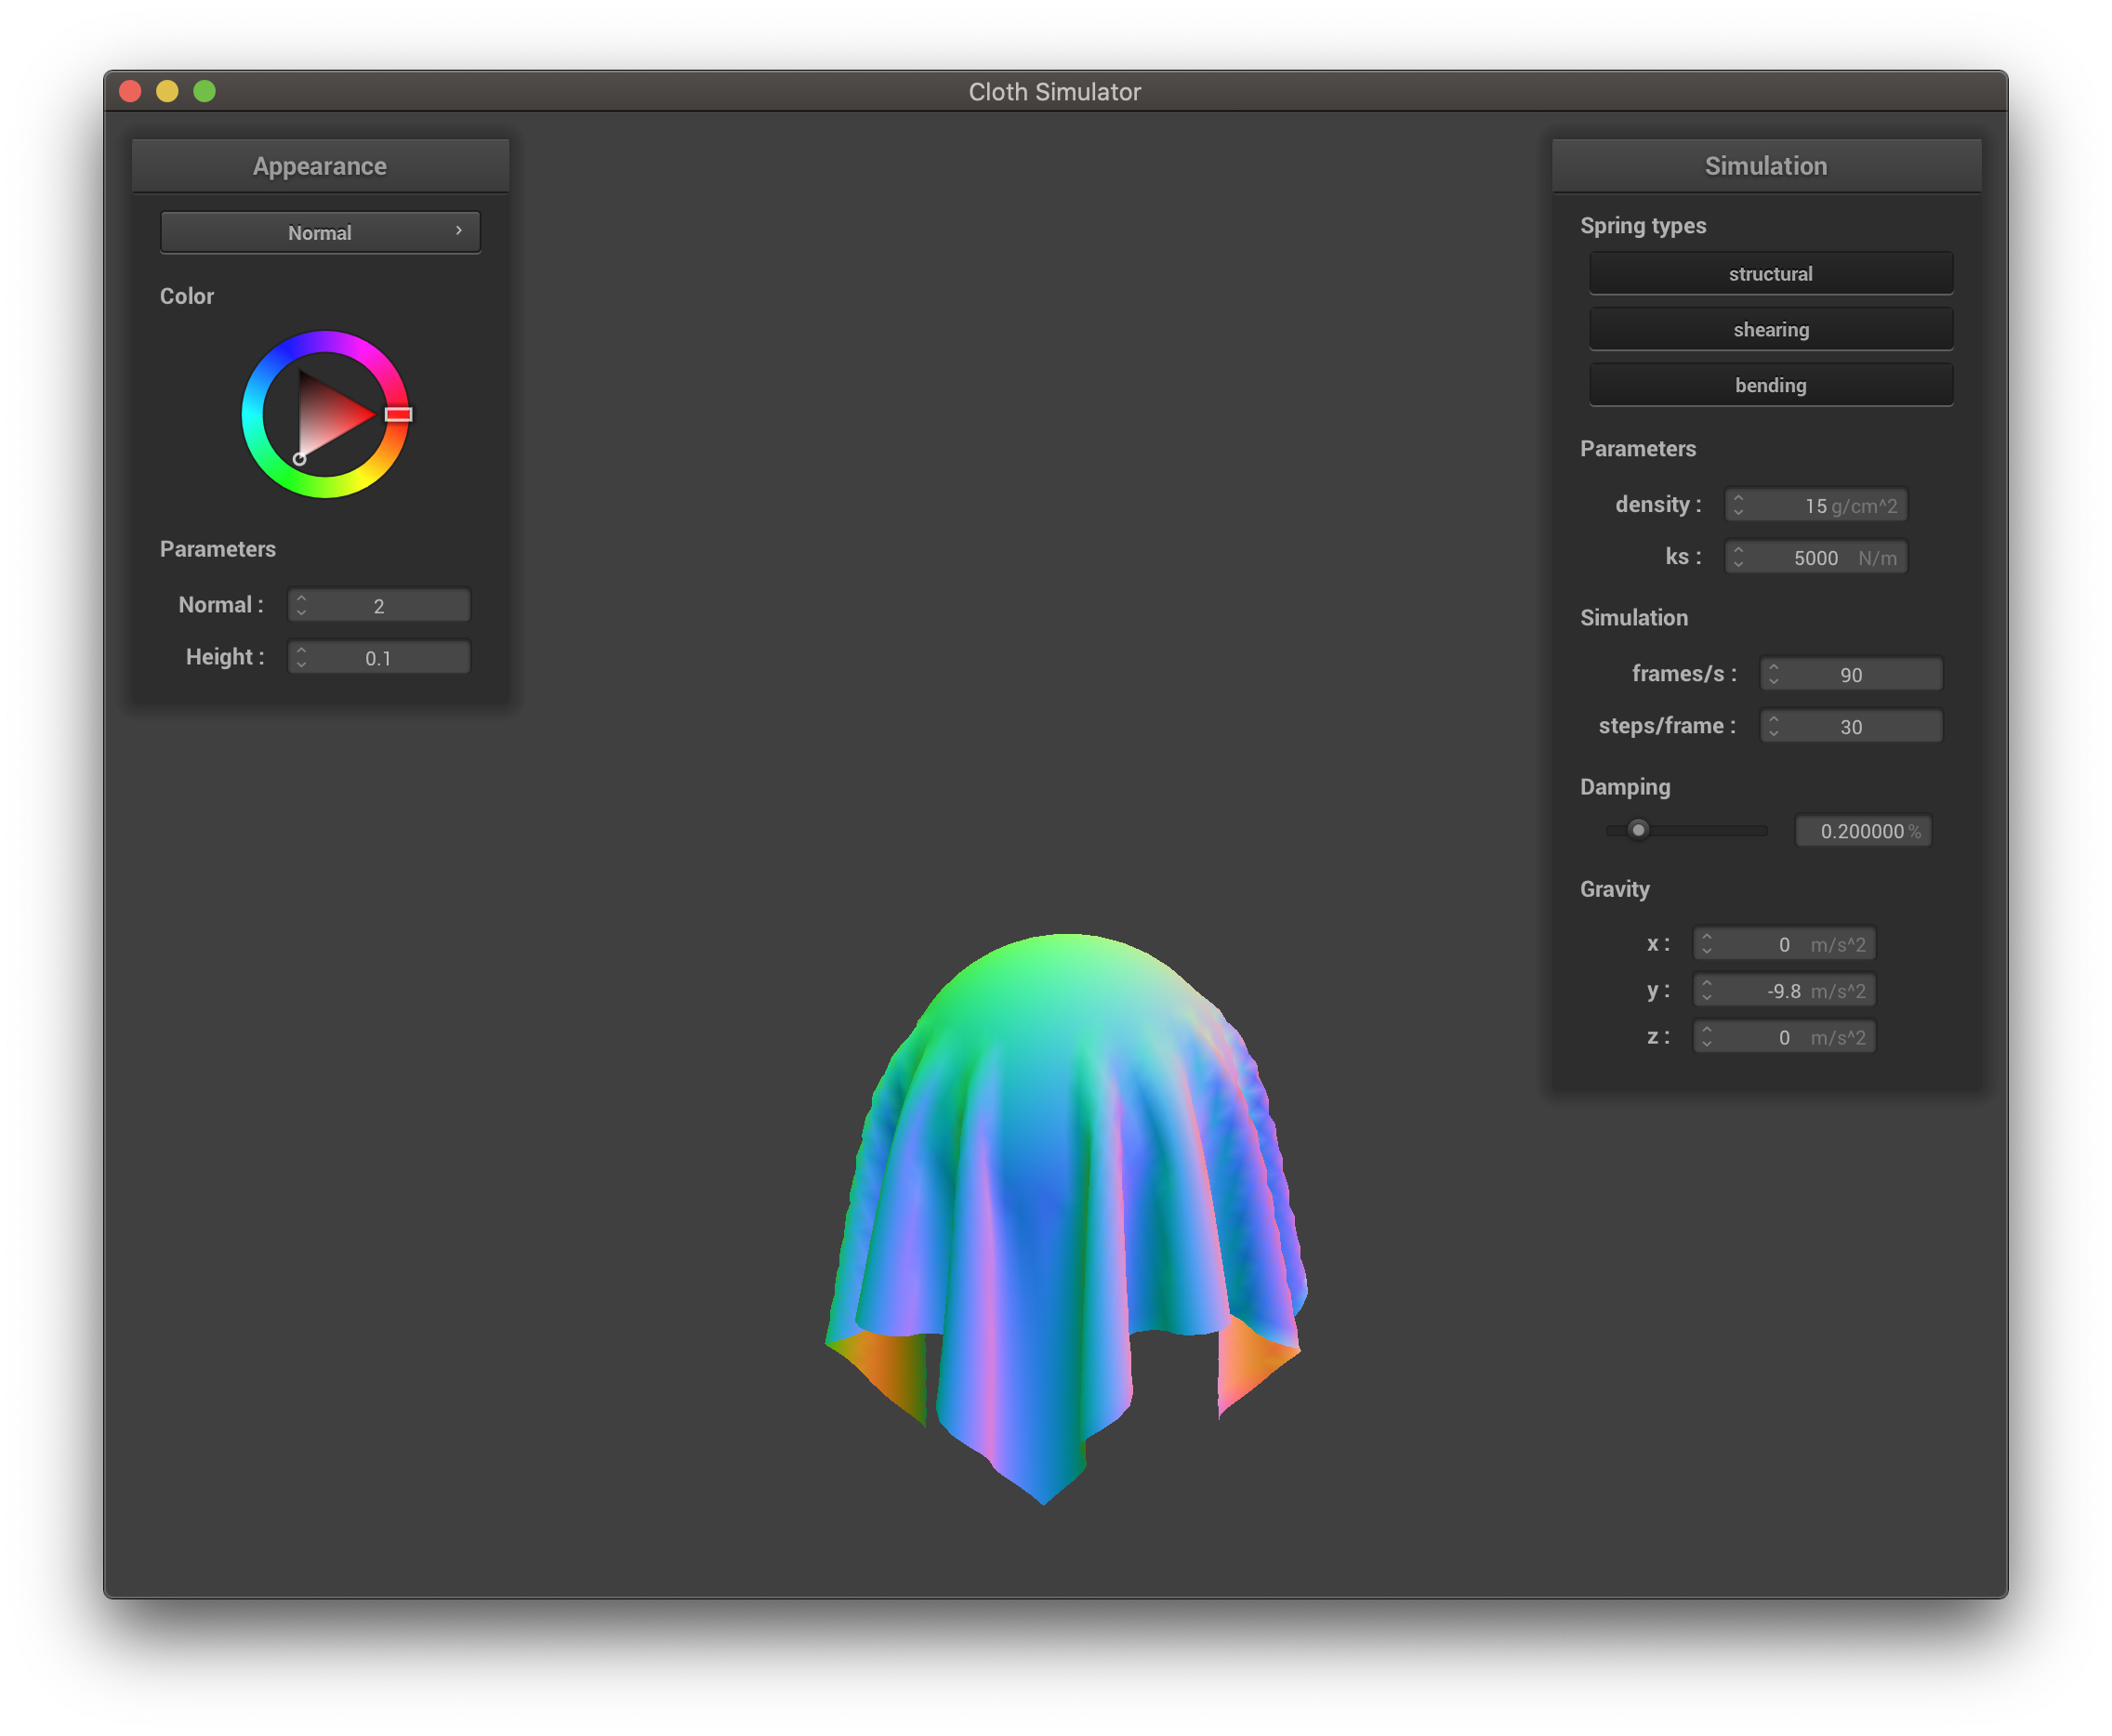 Cloth Simulator
Appearance
Normal
Color
Parameters
Normal : 2
Height : 0.1
Simulation
Spring types
structural
shearing
bending
Parameters
density : 15 g/cm^2
ks : 5000 N/m
Simulation
frames/s : 90
steps/frame : 30
Damping
0.200000 %
Gravity
x : 0 m/s^2
y : -9.8 m/s^2
z : 0 m/s^2